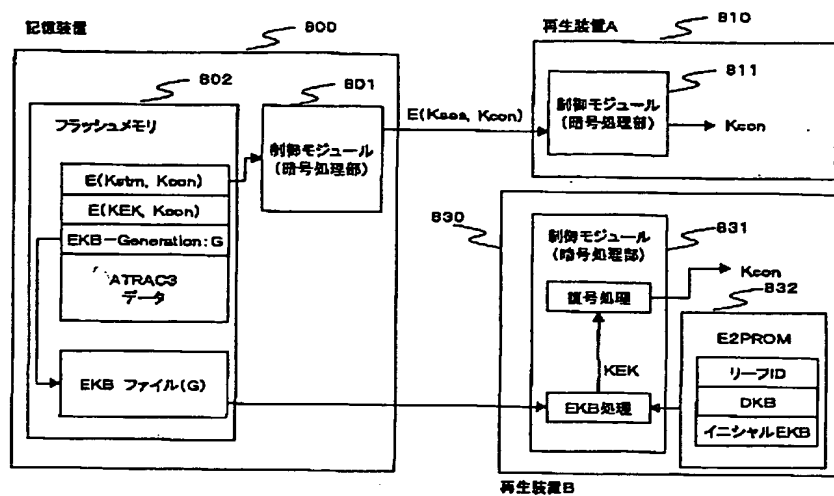 記憶装置
800
802
801
フラッシュメモリ
制御モジュール
(暗号処理部)
E(Kstm, Kcon)
E(KEK, Kcon)
EKB-Generation:G
ATRAC3
データ
EKB ファイル(G)
E(Kses, Kcon)
再生装置A
810
811
制御モジュール
(暗号処理部)
Kcon
830
831
制御モジュール
(暗号処理部)
Kcon
832
復号処理
KEK
EKB処理
E2PROM
リーフID
DKB
イニシャルEKB
再生装置B